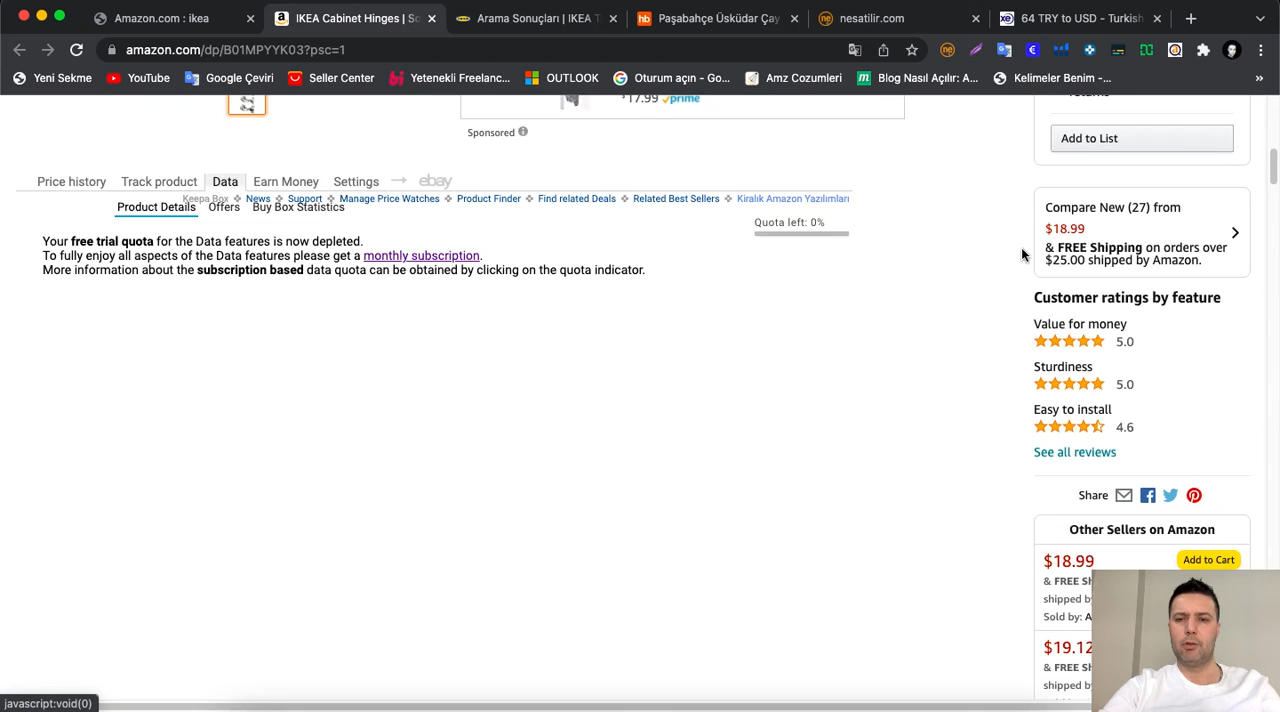 Amazon.com : ikea
IKEA Cabinet Hinges | So
Arama Sonuçları | IKEA T
Paşabahçe Üsküdar Çay
nesatilir.com
64 TRY to USD - Turkish
amazon.com/dp/B01MPYYK03?psc=1
Yeni Sekme
YouTube
Google Çeviri
Seller Center
Yetenekli Freelanc...
OUTLOOK
Oturum açın - Go...
Amz Cozumleri
Blog Nasıl Açılır: A...
Kelimeler Benim -...
17.99 prime
Sponsored
Add to List
Price history
Track product
Data
Earn Money
Settings
ebay
Keepa Box
News
Support
Manage Price Watches
Product Finder
Find related Deals
Related Best Sellers
Kiralık Amazon Yazılımları
Product Details
Offers
Buy Box Statistics
Quota left: 0%
Your free trial quota for the Data features is now depleted.
To fully enjoy all aspects of the Data features please get a monthly subscription.
More information about the subscription based data quota can be obtained by clicking on the quota indicator.
Compare New (27) from
$18.99
& FREE Shipping on orders over
$25.00 shipped by Amazon.
Customer ratings by feature
Value for money
5.0
Sturdiness
5.0
Easy to install
4.6
See all reviews
Share
Other Sellers on Amazon
$18.99
Add to Cart
& FREE Sh
shipped by
Sold by: A
$19.12
& FREE Sh
shipped by
javascript:void(0)